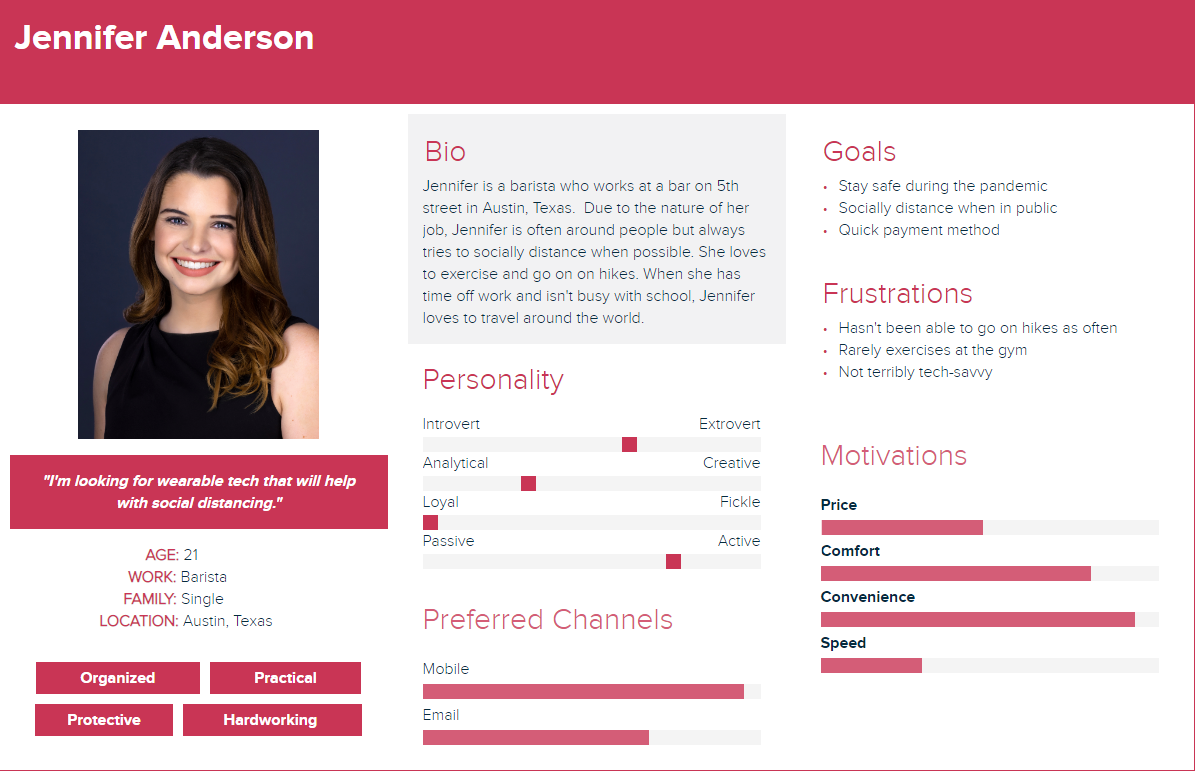 Jennifer Anderson
"I'm looking for wearable tech that will help
with social distancing."
AGE: 21
WORK: Barista
FAMILY: Single
LOCATION: Austin, Texas
Organized
Practical
Protective
Hardworking
Bio
Jennifer is a barista who works at a bar on 5th
street in Austin, Texas.  Due to the nature of her
job, Jennifer is often around people but always
tries to socially distance when possible. She loves
to exercise and go on on hikes. When she has
time off work and isn't busy with school, Jennifer
loves to travel around the world.
Personality
Introvert Extrovert
Analytical Creative
Loyal Fickle
Passive Active
Preferred Channels
Mobile
Email
Goals
• Stay safe during the pandemic
• Socially distance when in public
• Quick payment method
Frustrations
• Hasn't been able to go on hikes as often
• Rarely exercises at the gym
• Not terribly tech-savvy
Motivations
Price
Comfort
Convenience
Speed